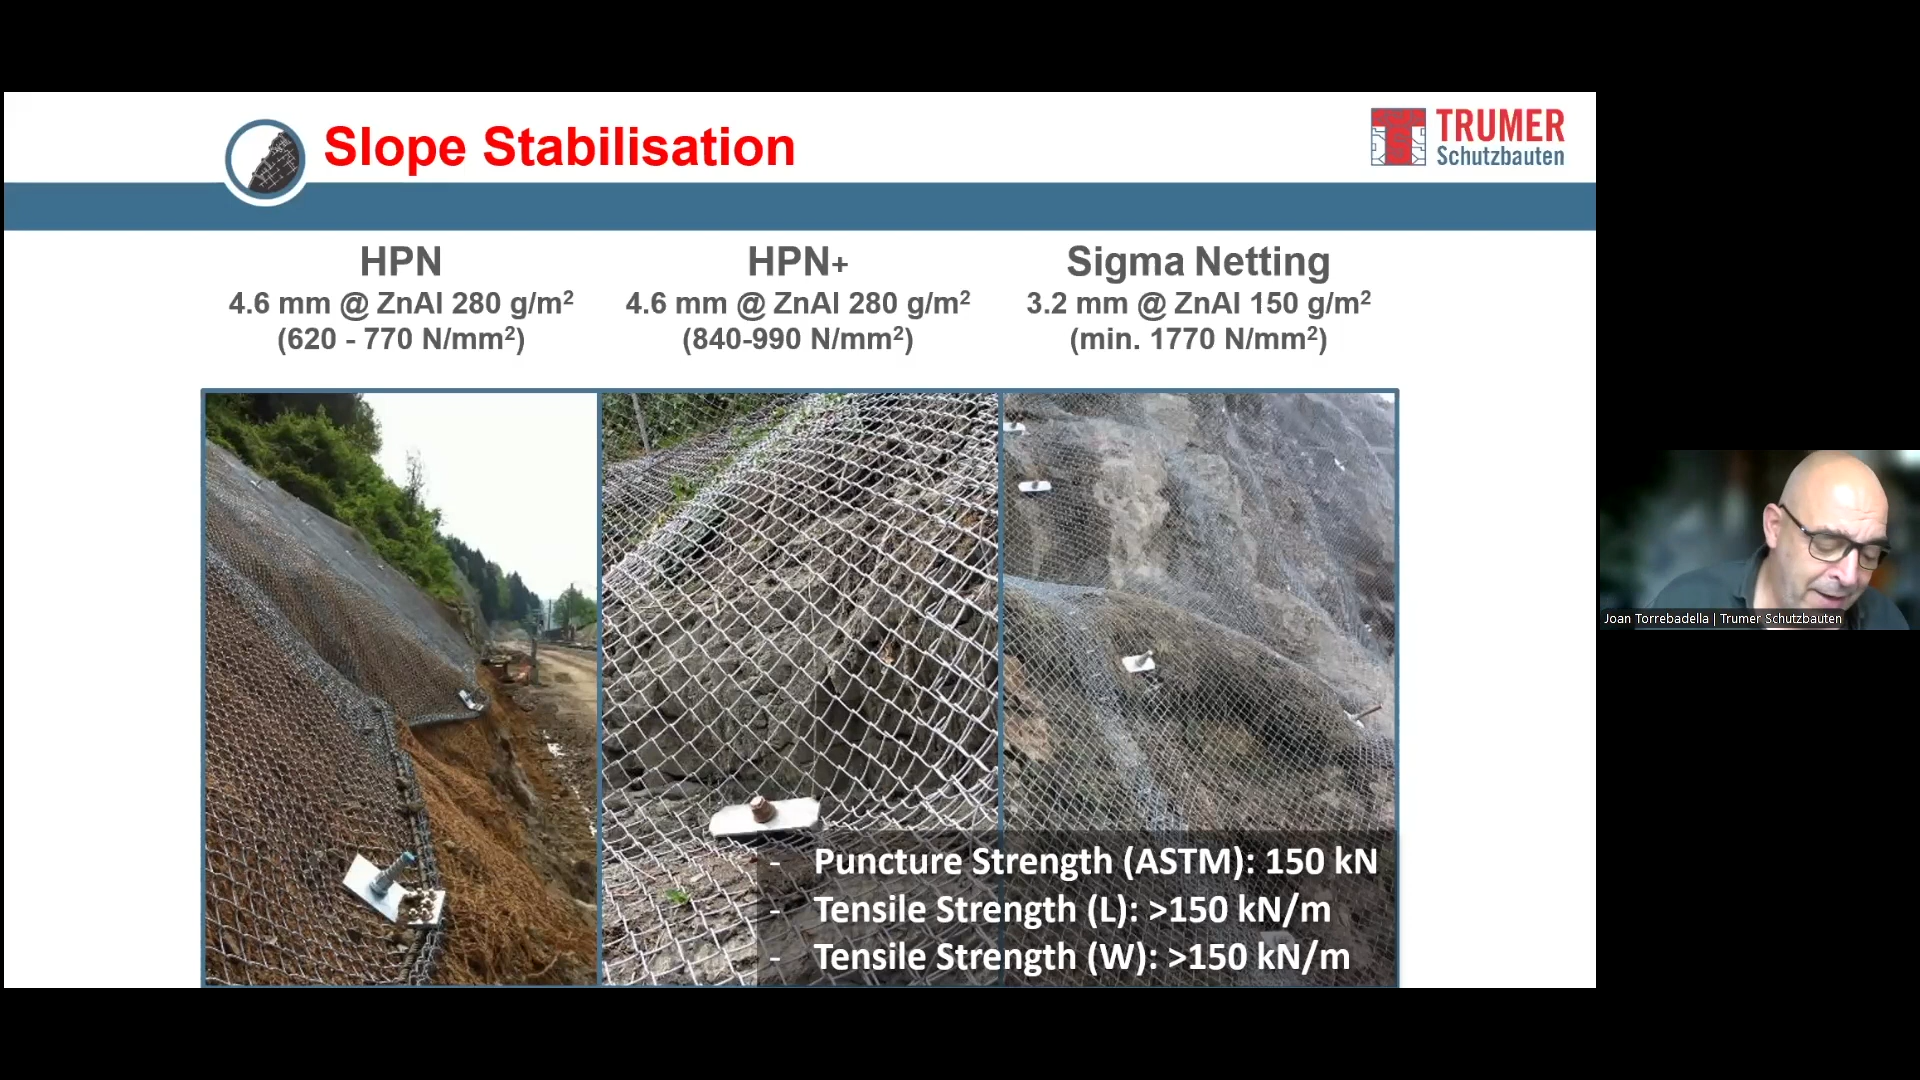 Slope Stabilisation
TRUMER
Schutzbauten
HPN
4.6 mm @ ZnAl 280 g/m²
(620 - 770 N/mm²)
HPN+
4.6 mm @ ZnAl 280 g/m²
(840-990 N/mm²)
Sigma Netting
3.2 mm @ ZnAl 150 g/m²
(min. 1770 N/mm²)
- Puncture Strength (ASTM): 150 kN
- Tensile Strength (L): >150 kN/m
- Tensile Strength (W): >150 kN/m
Joan Torrebadella | Trumer Schutzbauten